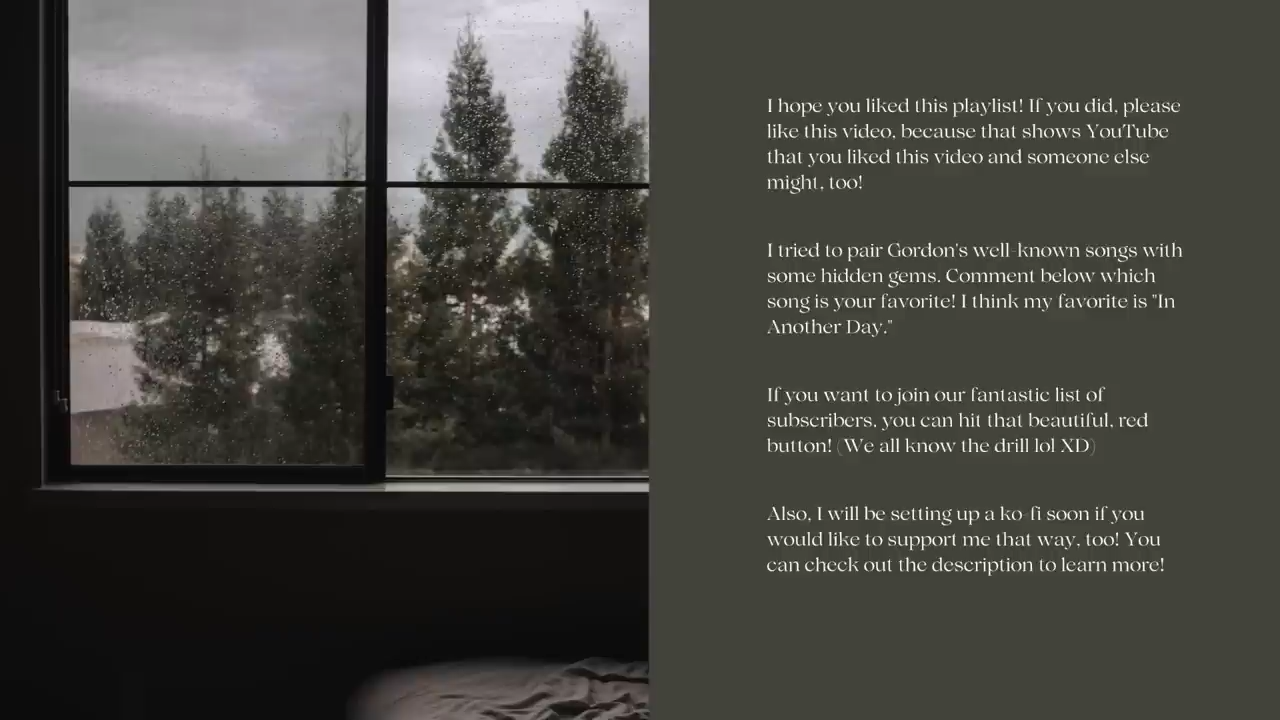 I hope you liked this playlist! If you did, please
like this video, because that shows YouTube
that you liked this video and someone else
might, too!
I tried to pair Gordon's well-known songs with
some hidden gems. Comment below which
song is your favorite! I think my favorite is "In
Another Day."
If you want to join our fantastic list of
subscribers, you can hit that beautiful, red
button! (We all know the drill lol XD)
Also, I will be setting up a ko-fi soon if you
would like to support me that way, too! You
can check out the description to learn more!